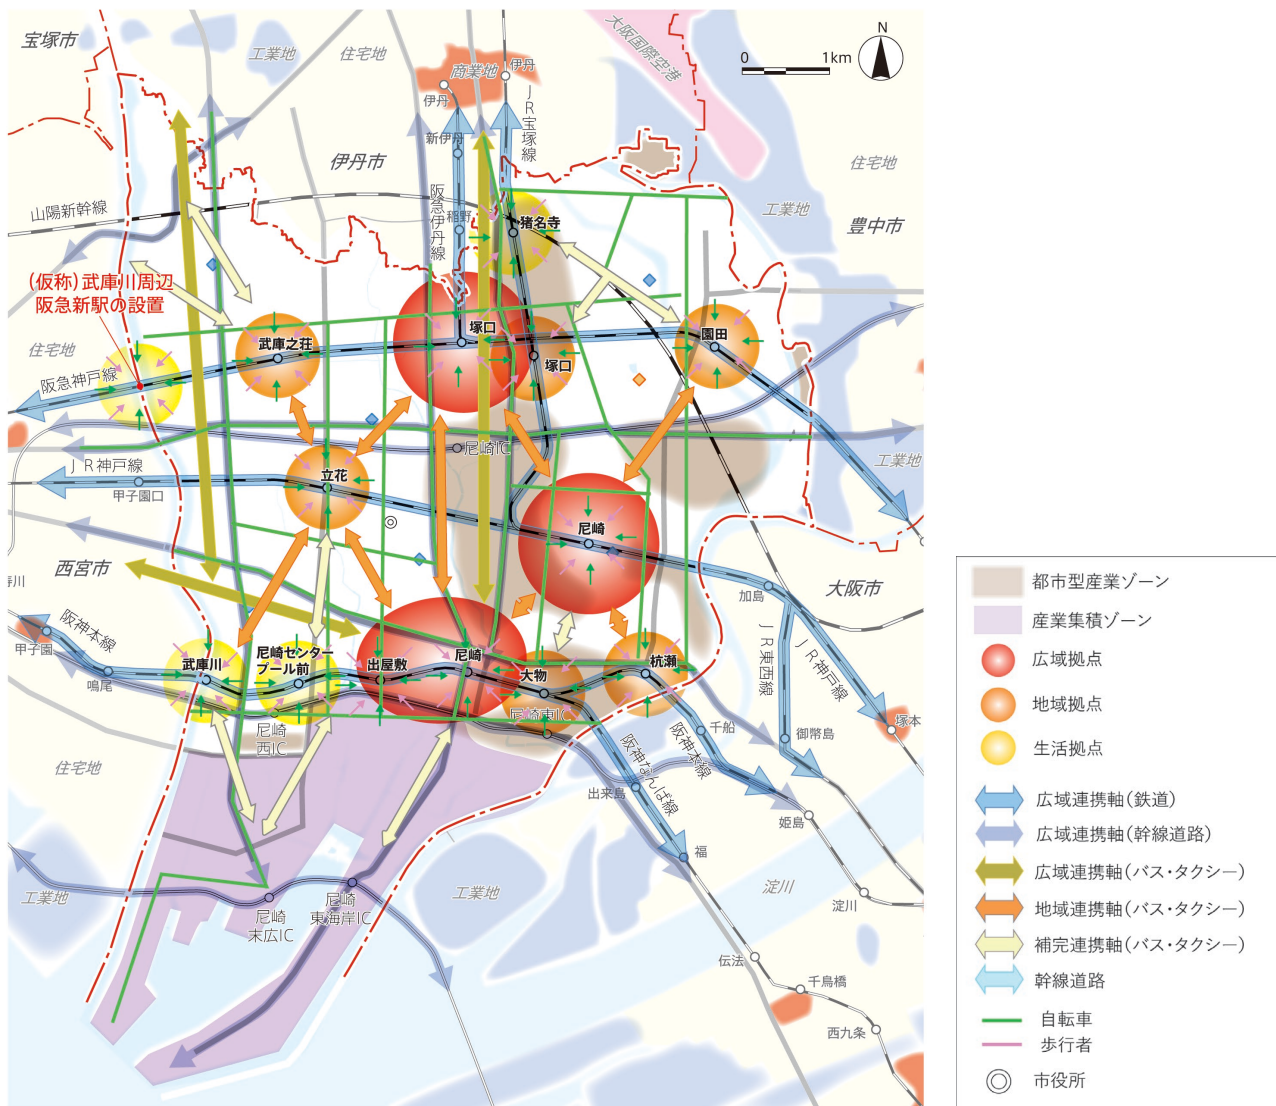 宝塚市
工業地
住宅地
商業地
伊丹
大阪国際空港
0
1km
N
伊丹
新伊丹
JR宝塚線
伊丹市
住宅地
山陽新幹線
阪急伊丹線
稲野
猪名寺
工業地
豊中市
(仮称)武庫川周辺
阪急新駅の設置
住宅地
武庫之荘
塚口
塚口
園田
阪急神戸線
尼崎IC
JR神戸線
甲子園口
立花
工業地
尼崎
西宮市
加島
大阪市
阪神本線
甲子園
鳴尾
武庫川
尼崎センター
プール前
出屋敷
尼崎
大物
杭瀬
JR東西線
JR神戸線
尼崎東IC
尼崎
西IC
千船
御幣島
塚本
住宅地
阪神なんば線
阪神本線
出来島
姫島
福
工業地
尼崎
末広IC
尼崎
東海岸IC
工業地
淀川
淀川
伝法
千鳥橋
西九条
都市型産業ゾーン
産業集積ゾーン
広域拠点
地域拠点
生活拠点
広域連携軸(鉄道)
広域連携軸(幹線道路)
広域連携軸(バス・タクシー)
地域連携軸(バス・タクシー)
補完連携軸(バス・タクシー)
幹線道路
自転車
歩行者
市役所